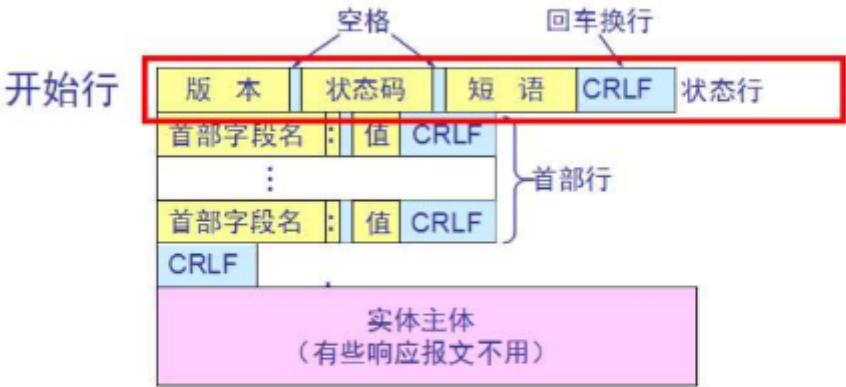 空格 回车换行
开始行 版 本 状态码 短 语 CRLF 状态行
首部字段名 : 值 CRLF
⋮ 首部行
首部字段名 : 值 CRLF
CRLF
实体主体
（有些响应报文不用）